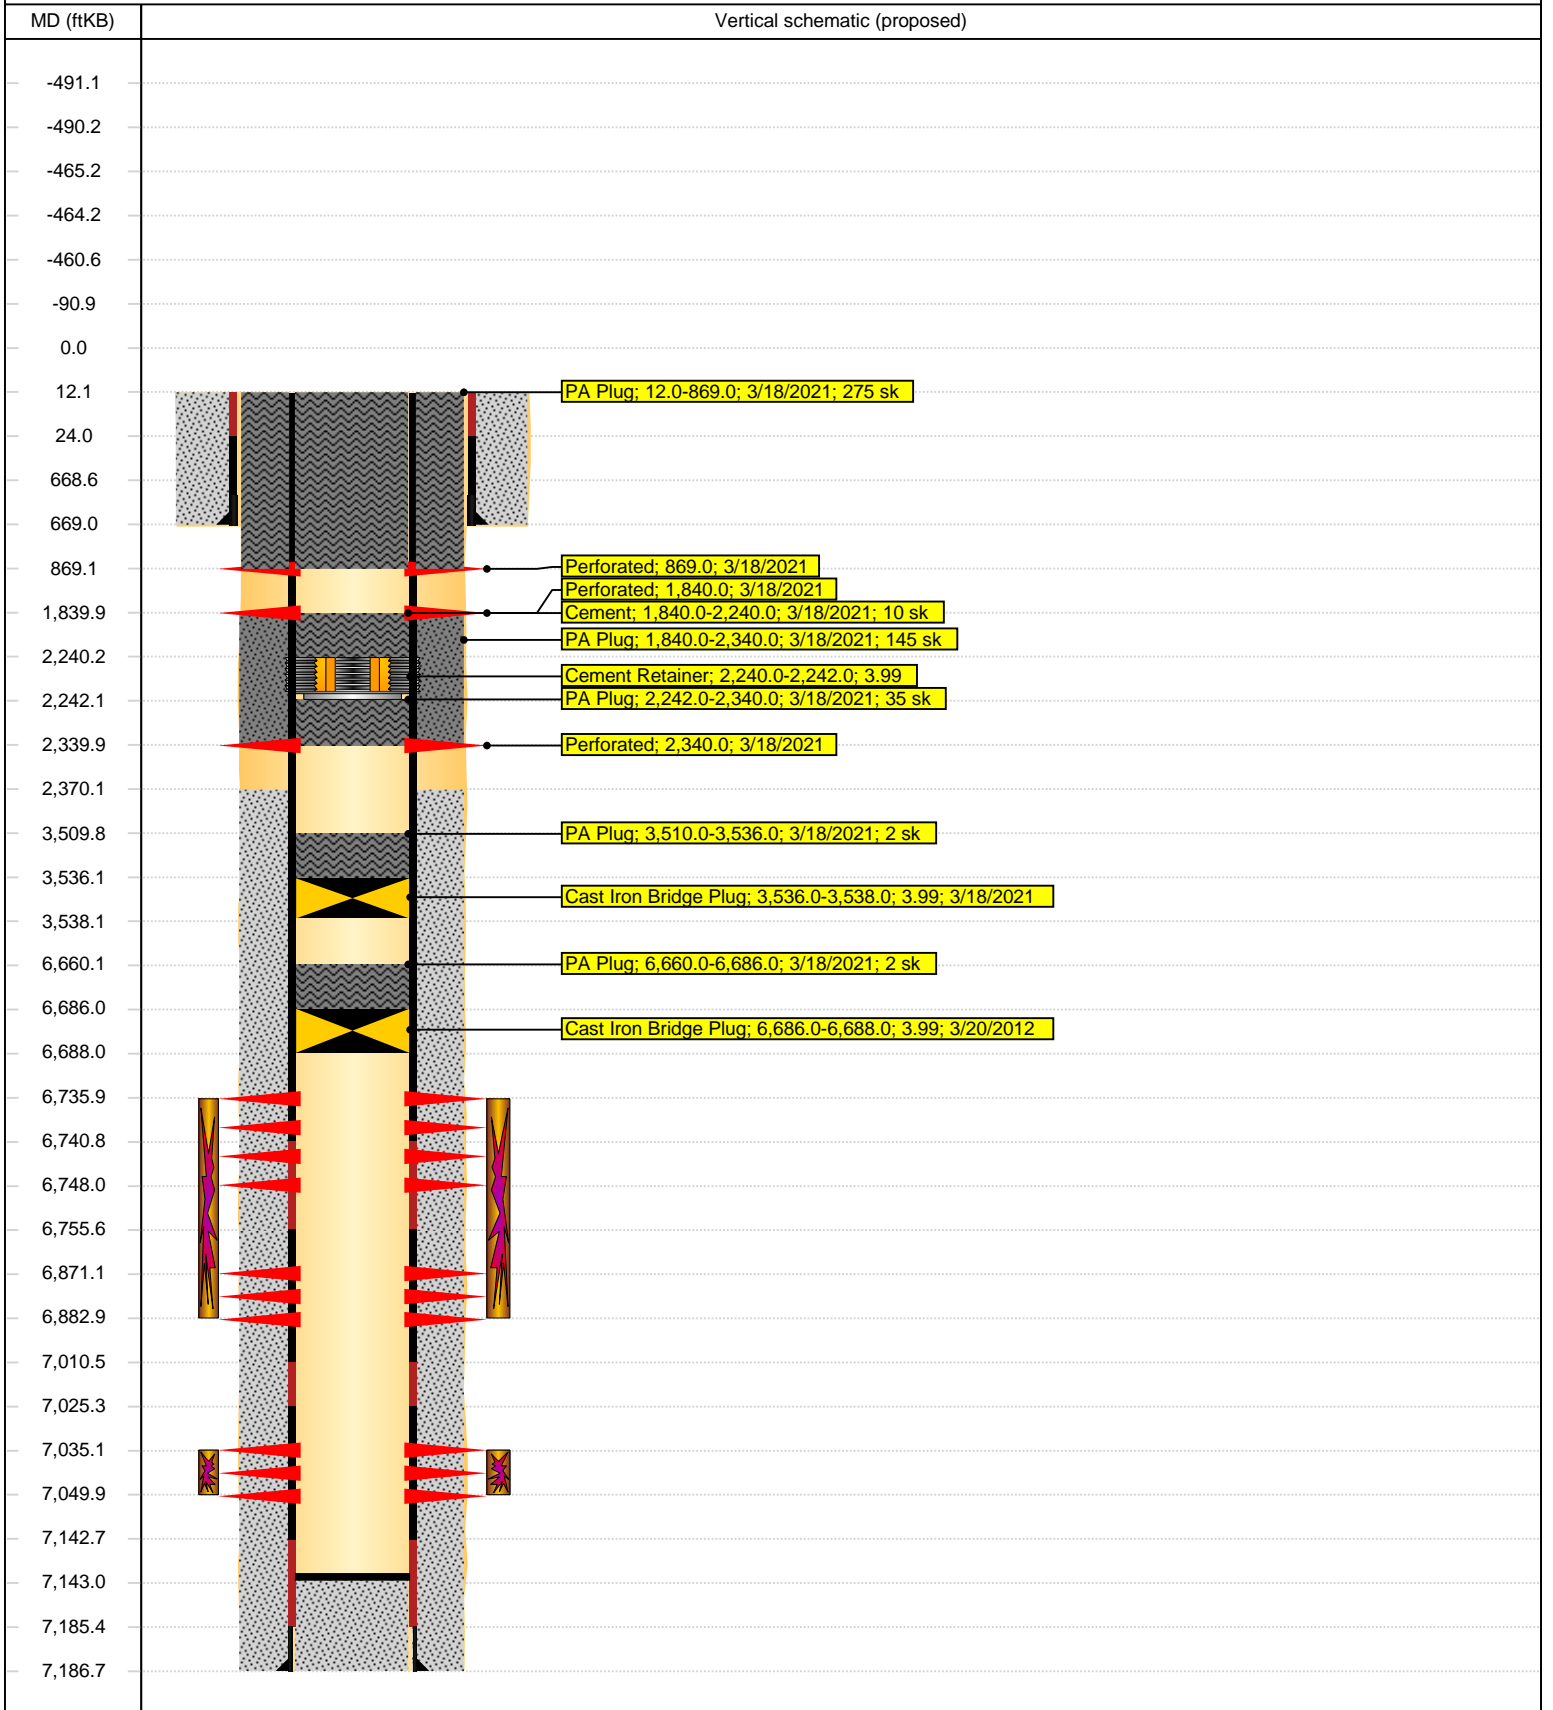 MD (ftKB)
Vertical schematic (proposed)
-491.1
-490.2
-465.2
-464.2
-460.6
-90.9
0.0
12.1
PA Plug; 12.0-869.0; 3/18/2021; 275 sk
24.0
668.6
669.0
869.1
Perforated; 869.0; 3/18/2021
Perforated; 1,840.0; 3/18/2021
1,839.9
Cement; 1,840.0-2,240.0; 3/18/2021; 10 sk
PA Plug; 1,840.0-2,340.0; 3/18/2021; 145 sk
2,240.2
Cement Retainer; 2,240.0-2,242.0; 3.99
2,242.1
PA Plug; 2,242.0-2,340.0; 3/18/2021; 35 sk
2,339.9
Perforated; 2,340.0; 3/18/2021
2,370.1
3,509.8
PA Plug; 3,510.0-3,536.0; 3/18/2021; 2 sk
3,536.1
Cast Iron Bridge Plug; 3,536.0-3,538.0; 3.99; 3/18/2021
3,538.1
6,660.1
PA Plug; 6,660.0-6,686.0; 3/18/2021; 2 sk
6,686.0
Cast Iron Bridge Plug; 6,686.0-6,688.0; 3.99; 3/20/2012
6,688.0
6,735.9
6,740.8
6,748.0
6,755.6
6,871.1
6,882.9
7,010.5
7,025.3
7,035.1
7,049.9
7,142.7
7,143.0
7,185.4
7,186.7